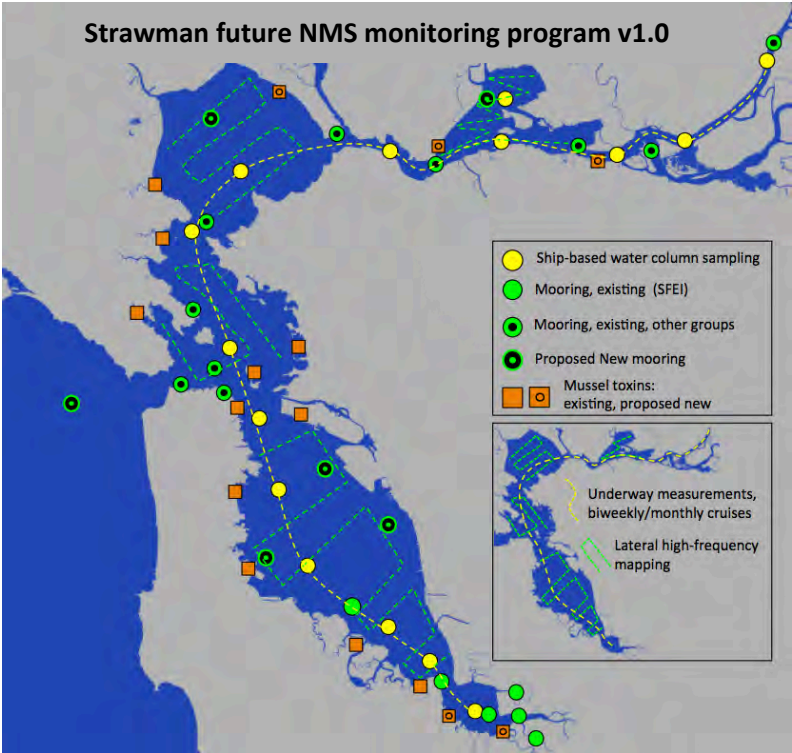 Strawman future NMS monitoring program v1.0
Ship-based water column sampling
Mooring, existing (SFEI)
Mooring, existing, other groups
Proposed New mooring
Mussel toxins:
existing, proposed new
Underway measurements,
biweekly/monthly cruises
Lateral high-frequency
mapping